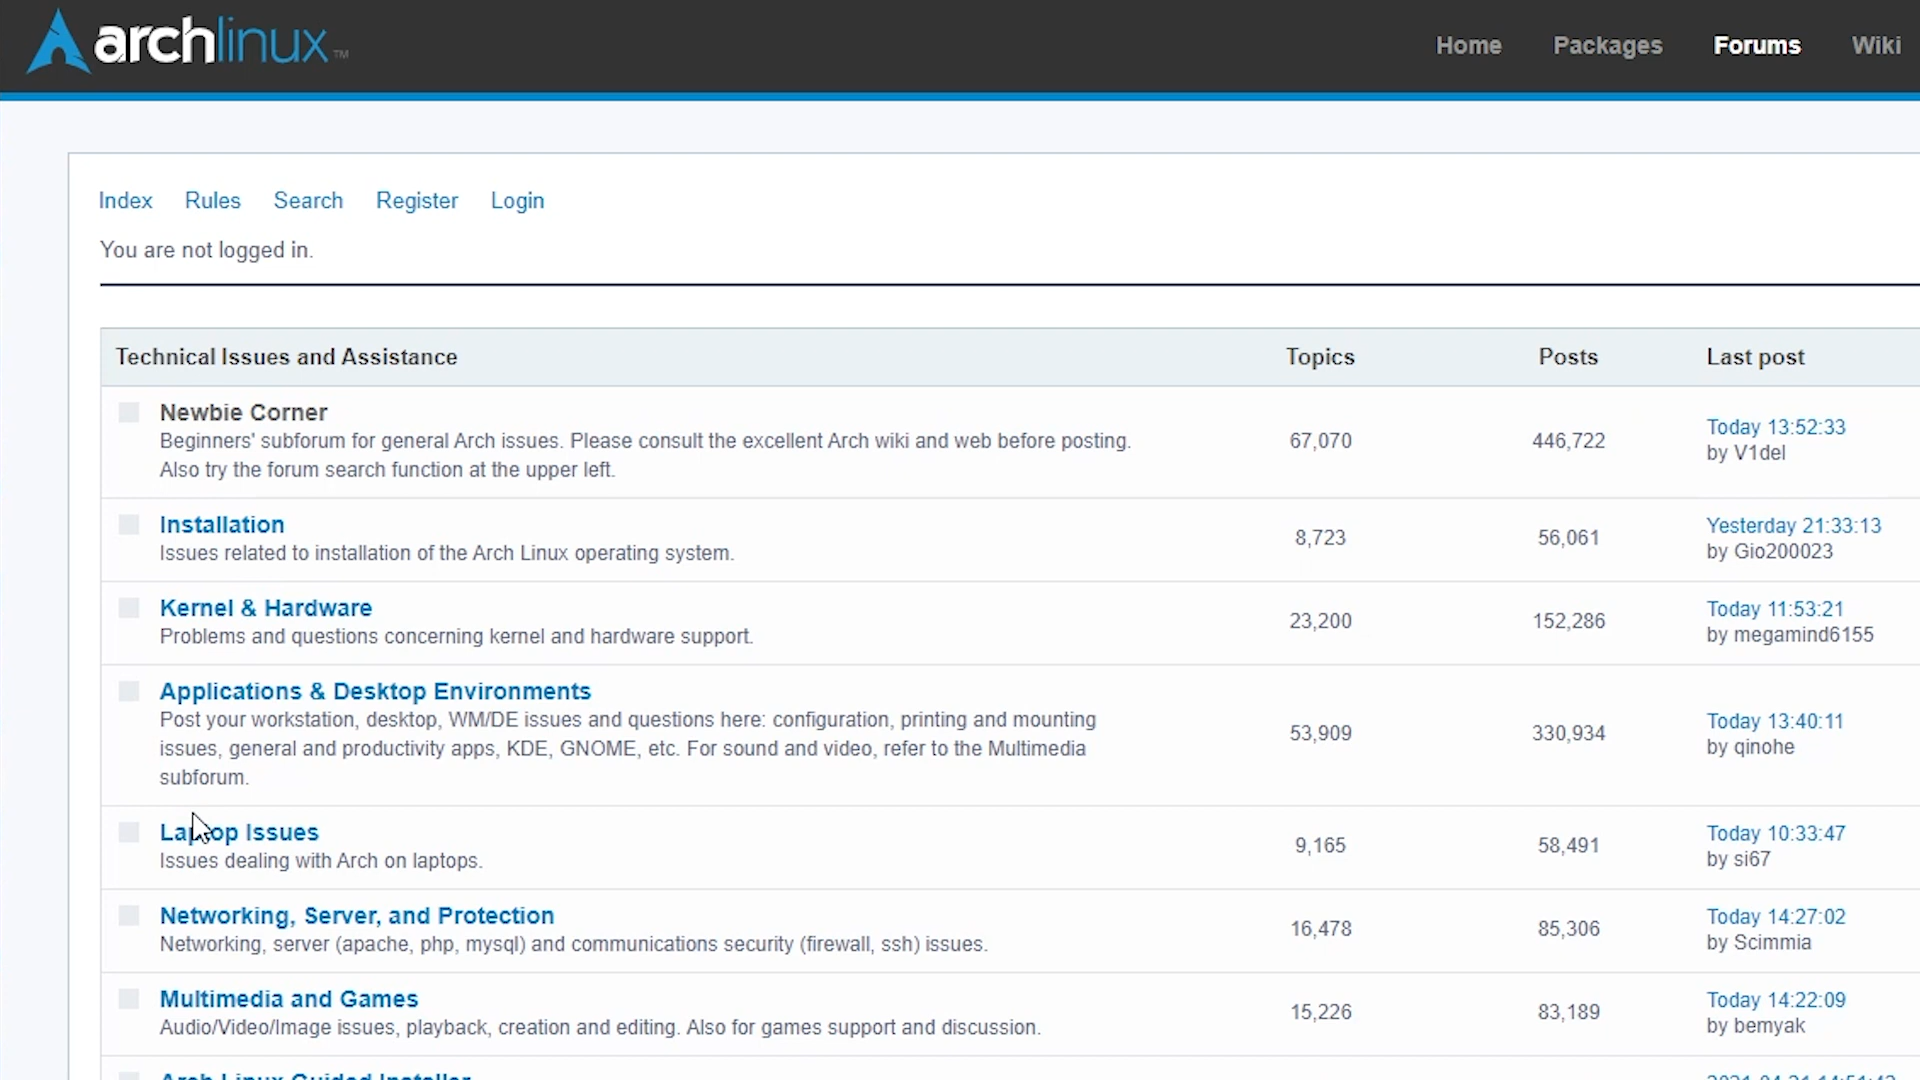 archlinux™
Home Packages Forums Wiki
Index Rules Search Register Login
You are not logged in.
Technical Issues and Assistance Topics Posts Last post
Newbie Corner
Beginners' subforum for general Arch issues. Please consult the excellent Arch wiki and web before posting.
Also try the forum search function at the upper left.
67,070 446,722
Today 13:52:33
by V1del
Installation
Issues related to installation of the Arch Linux operating system.
8,723 56,061
Yesterday 21:33:13
by Gio200023
Kernel & Hardware
Problems and questions concerning kernel and hardware support.
23,200 152,286
Today 11:53:21
by megamind6155
Applications & Desktop Environments
Post your workstation, desktop, WM/DE issues and questions here: configuration, printing and mounting
issues, general and productivity apps, KDE, GNOME, etc. For sound and video, refer to the Multimedia
subforum.
53,909 330,934
Today 13:40:11
by qinohe
Laptop Issues
Issues dealing with Arch on laptops.
9,165 58,491
Today 10:33:47
by si67
Networking, Server, and Protection
Networking, server (apache, php, mysql) and communications security (firewall, ssh) issues.
16,478 85,306
Today 14:27:02
by Scimmia
Multimedia and Games
Audio/Video/Image issues, playback, creation and editing. Also for games support and discussion.
15,226 83,189
Today 14:22:09
by bemyak
Arch Linux Guided Installer